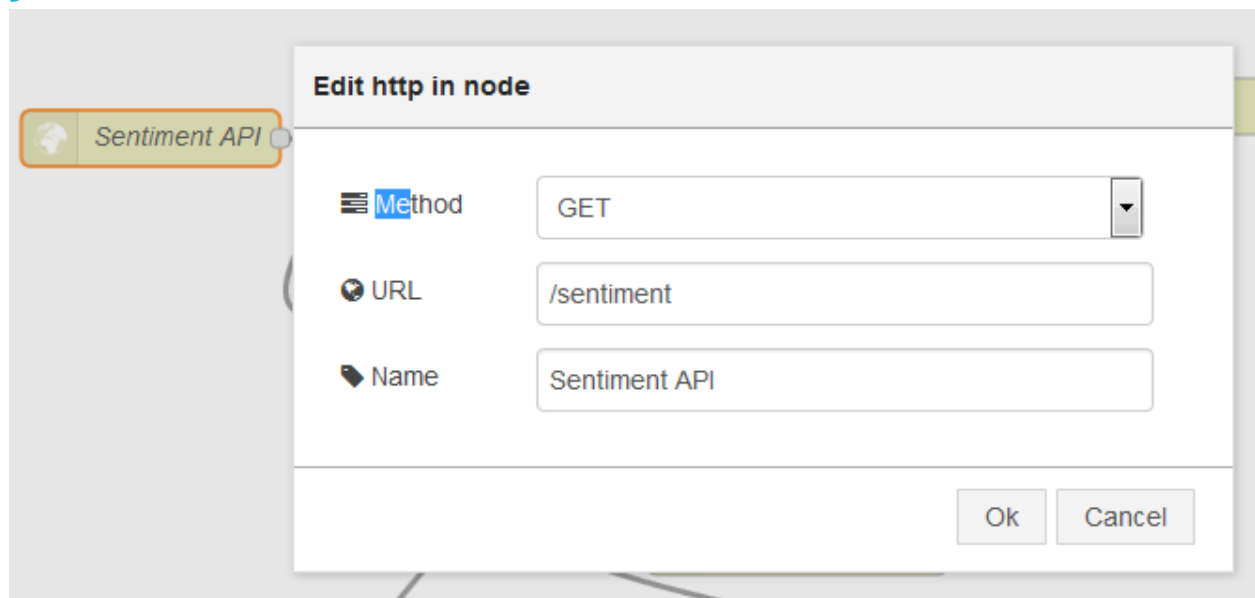 Edit http in node
Sentiment API
Method
GET
URL
/sentiment
Name
Sentiment API
Ok
Cancel